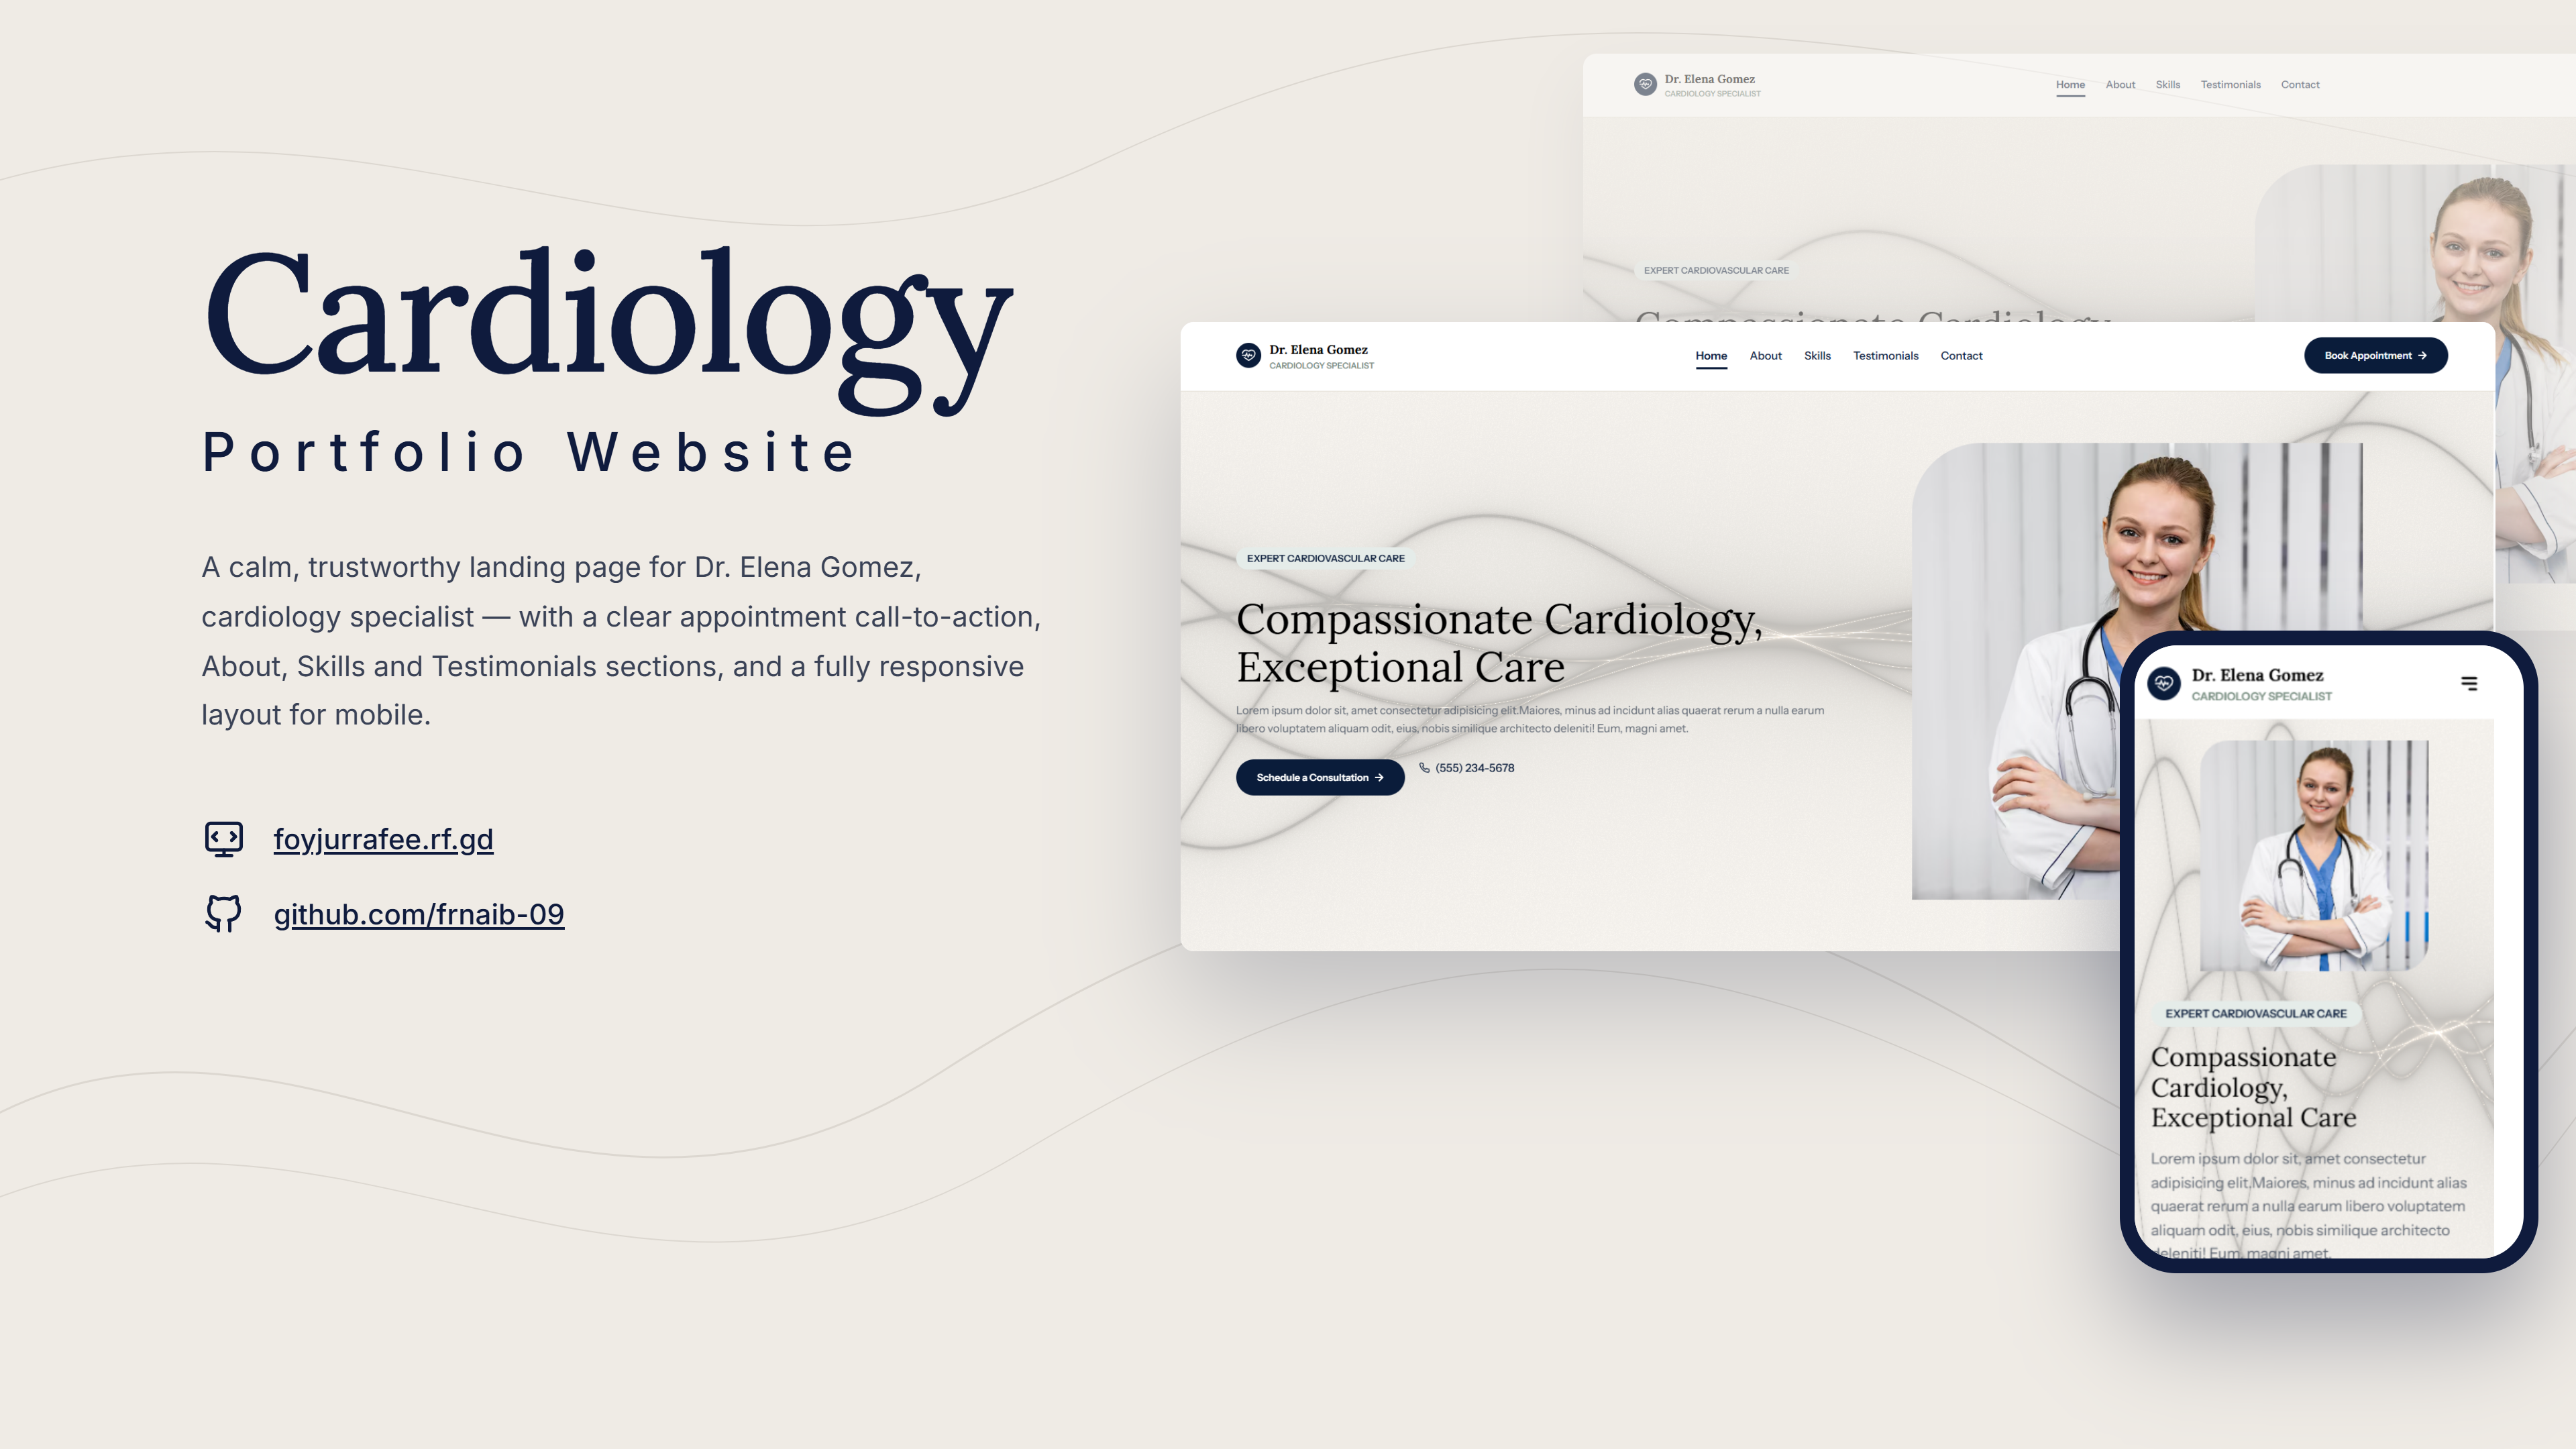 Cardiology
Portfolio Website
A calm, trustworthy landing page for Dr. Elena Gomez,
cardiology specialist — with a clear appointment call-to-action,
About, Skills and Testimonials sections, and a fully responsive
layout for mobile.
foyjurrafee.rf.gd
github.com/frnaib-09
Dr. Elena Gomez
CARDIOLOGY SPECIALIST
Home About Skills Testimonials Contact
EXPERT CARDIOVASCULAR CARE
Compassionate Cardiology,
Dr. Elena Gomez
CARDIOLOGY SPECIALIST
Home About Skills Testimonials Contact
Book Appointment →
EXPERT CARDIOVASCULAR CARE
Compassionate Cardiology,
Exceptional Care
Lorem ipsum dolor sit, amet consectetur adipisicing elit.Maiores, minus ad incidunt alias quaerat rerum a nulla earum
libero voluptatem aliquam odit, eius, nobis similique architecto deleniti! Eum, magni amet.
Schedule a Consultation →
(555) 234-5678
Dr. Elena Gomez
CARDIOLOGY SPECIALIST
EXPERT CARDIOVASCULAR CARE
Compassionate
Cardiology,
Exceptional Care
Lorem ipsum dolor sit, amet consectetur
adipisicing elit.Maiores, minus ad incidunt alias
quaerat rerum a nulla earum libero voluptatem
aliquam odit, eius, nobis similique architecto
deleniti! Eum, magni amet.